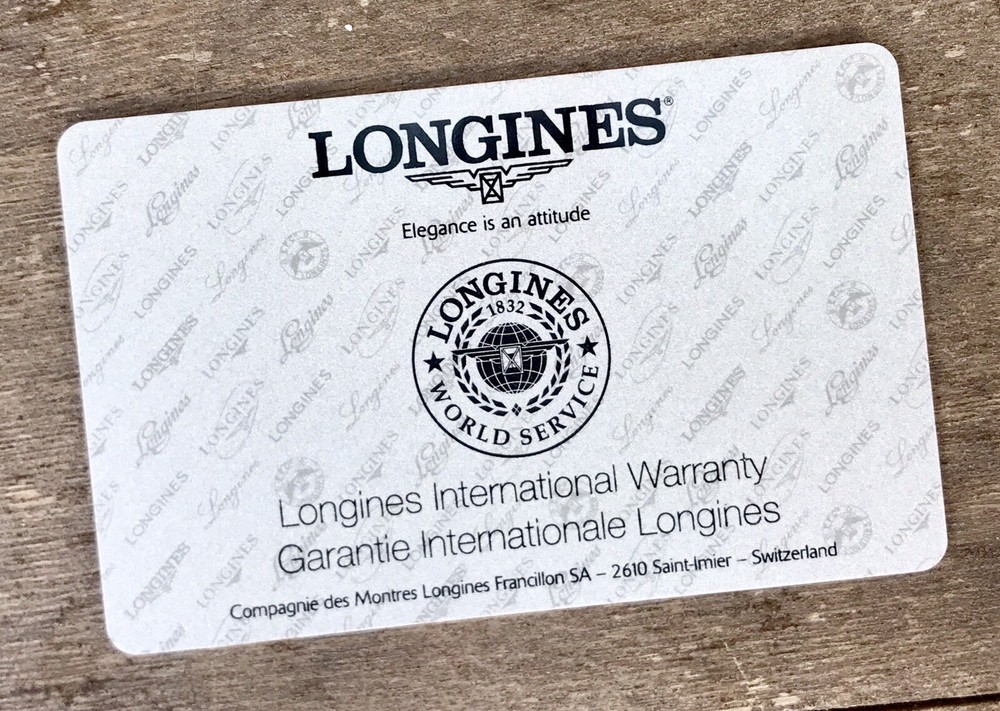 LONGINES®
Elegance is an attitude
LONGINES
1832
WORLD SERVICE
Longines International Warranty
Garantie Internationale Longines
Compagnie des Montres Longines Francillon SA – 2610 Saint-Imier – Switzerland